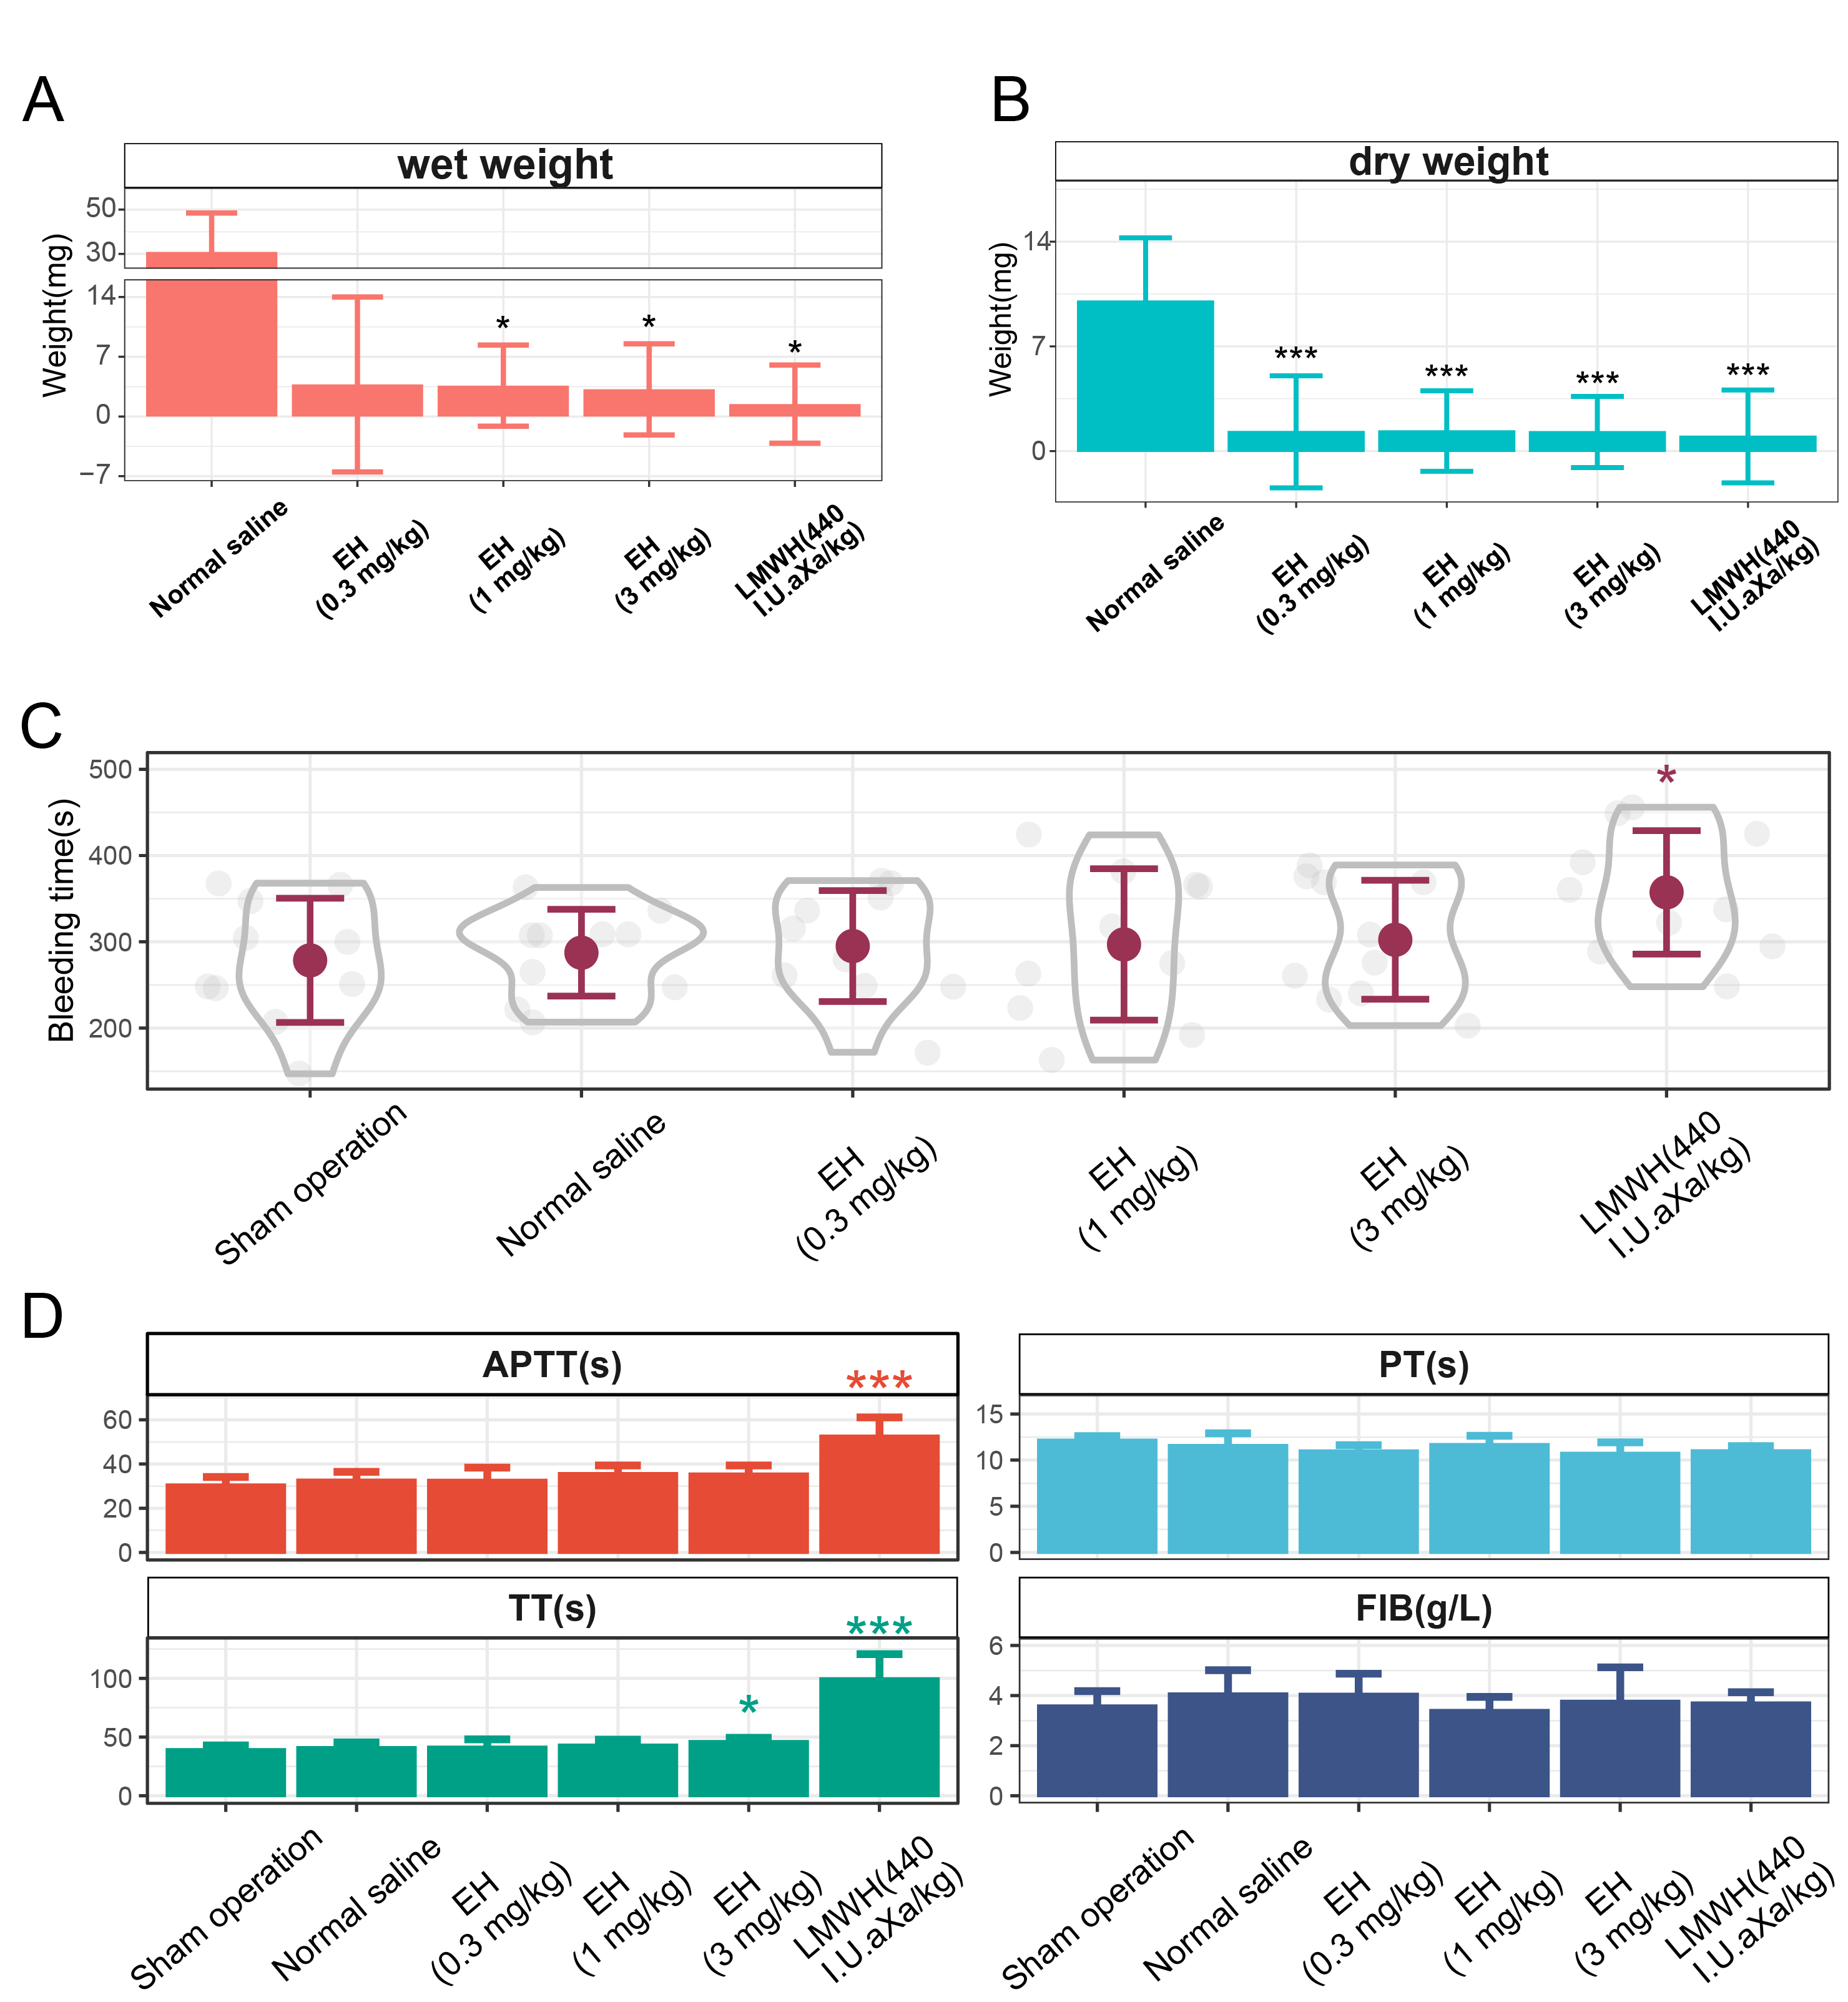 A
wet weight
Weight(mg)
50
30
14
7
0
−7
*
*
*
Normal saline
EH
(0.3 mg/kg)
EH
(1 mg/kg)
EH
(3 mg/kg)
LMWH(440
I.U.aXa/kg)
B
dry weight
Weight(mg)
14
7
0
***
***
***
***
Normal saline
EH
(0.3 mg/kg)
EH
(1 mg/kg)
EH
(3 mg/kg)
LMWH(440
I.U.aXa/kg)
C
Bleeding time(s)
500
400
300
200
*
Sham operation
Normal saline
EH
(0.3 mg/kg)
EH
(1 mg/kg)
EH
(3 mg/kg)
LMWH(440
I.U.aXa/kg)
D
APTT(s)
***
60
40
20
0
PT(s)
15
10
5
0
TT(s)
***
*
100
50
0
FIB(g/L)
6
4
2
0
Sham operation
Normal saline
EH
(0.3 mg/kg)
EH
(1 mg/kg)
EH
(3 mg/kg)
LMWH(440
I.U.aXa/kg)
Sham operation
Normal saline
EH
(0.3 mg/kg)
EH
(1 mg/kg)
EH
(3 mg/kg)
LMWH(440
I.U.aXa/kg)